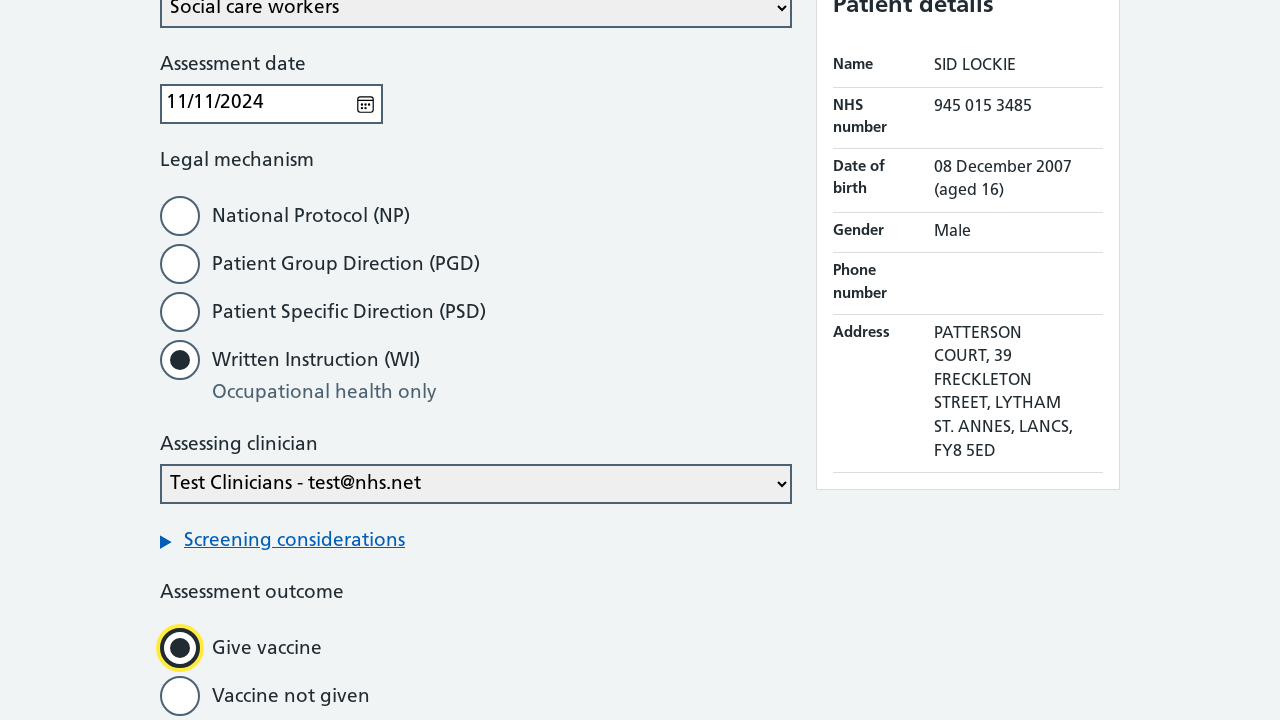 Social care workers
Assessment date
11/11/2024
Legal mechanism
National Protocol (NP)
Patient Group Direction (PGD)
Patient Specific Direction (PSD)
Written Instruction (WI)
Occupational health only
Assessing clinician
Test Clinicians - test@nhs.net
Screening considerations
Assessment outcome
Give vaccine
Vaccine not given
Patient details
Name SID LOCKIE
NHS number 945 015 3485
Date of birth 08 December 2007
(aged 16)
Gender Male
Phone number
Address PATTERSON
COURT, 39
FRECKLETON
STREET, LYTHAM
ST. ANNES, LANCS,
FY8 5ED